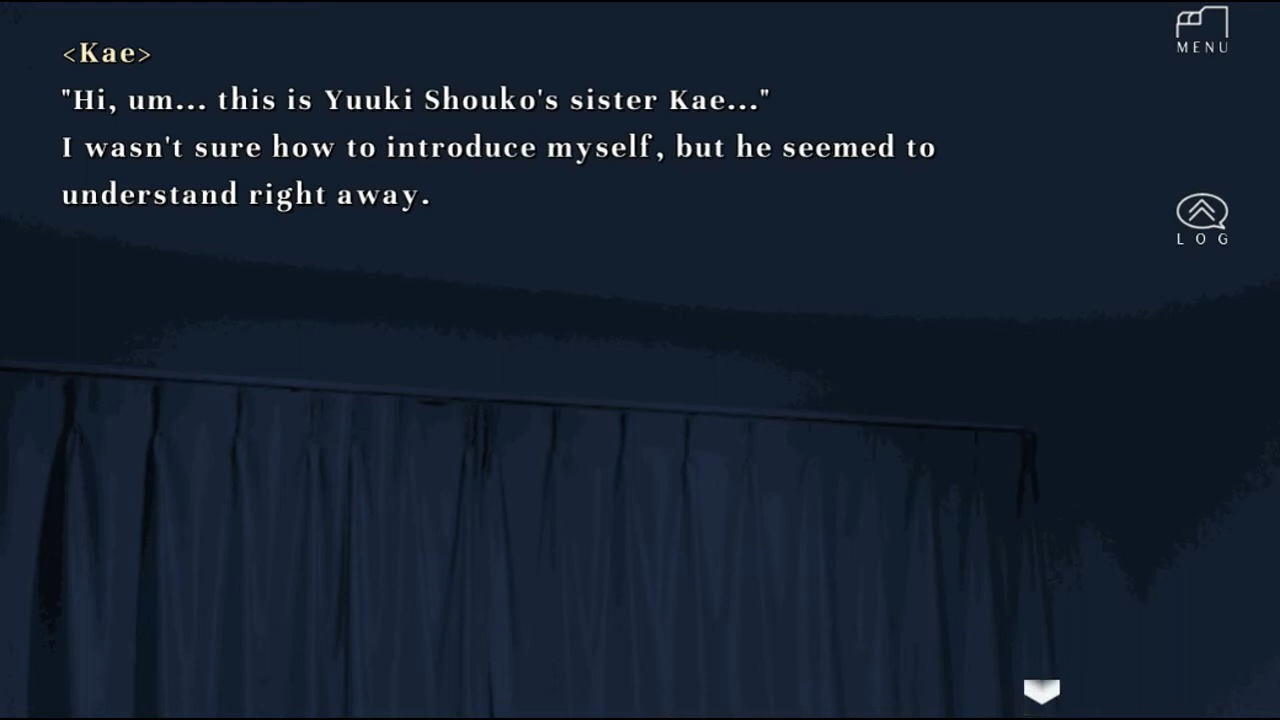 <Kae>
"Hi, um... this is Yuuki Shouko's sister Kae..."
I wasn't sure how to introduce myself, but he seemed to
understand right away.
MENU
LOG